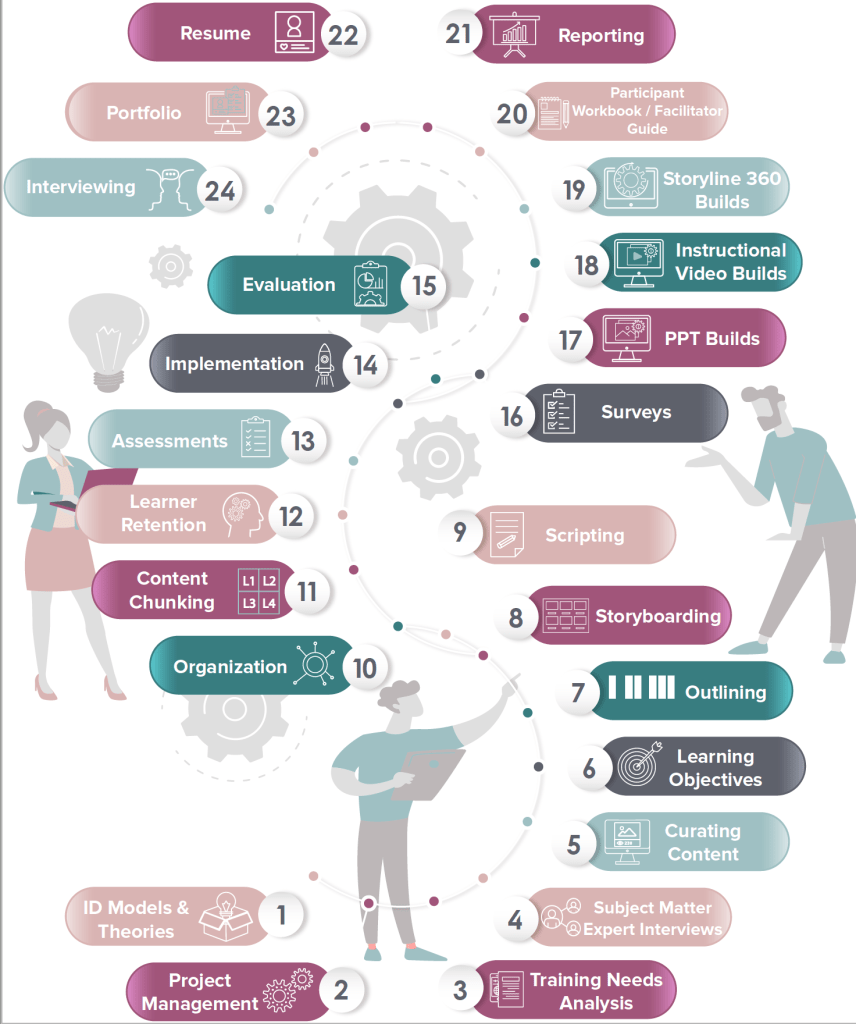 Resume
22
21
Reporting
Portfolio
23
20
Participant
Workbook / Facilitator
Guide
Interviewing
24
19
Storyline 360
Builds
18
Instructional
Video Builds
Evaluation
15
17
PPT Builds
Implementation
14
16
Surveys
Assessments
13
Learner
Retention
12
9
Scripting
Content
Chunking
L1 L2
L3 L4
11
8
Storyboarding
Organization
10
7
Outlining
6
Learning
Objectives
5
Curating
Content
ID Models &
Theories
1
4
Subject Matter
Expert Interviews
Project
Management
2
3
Training Needs
Analysis